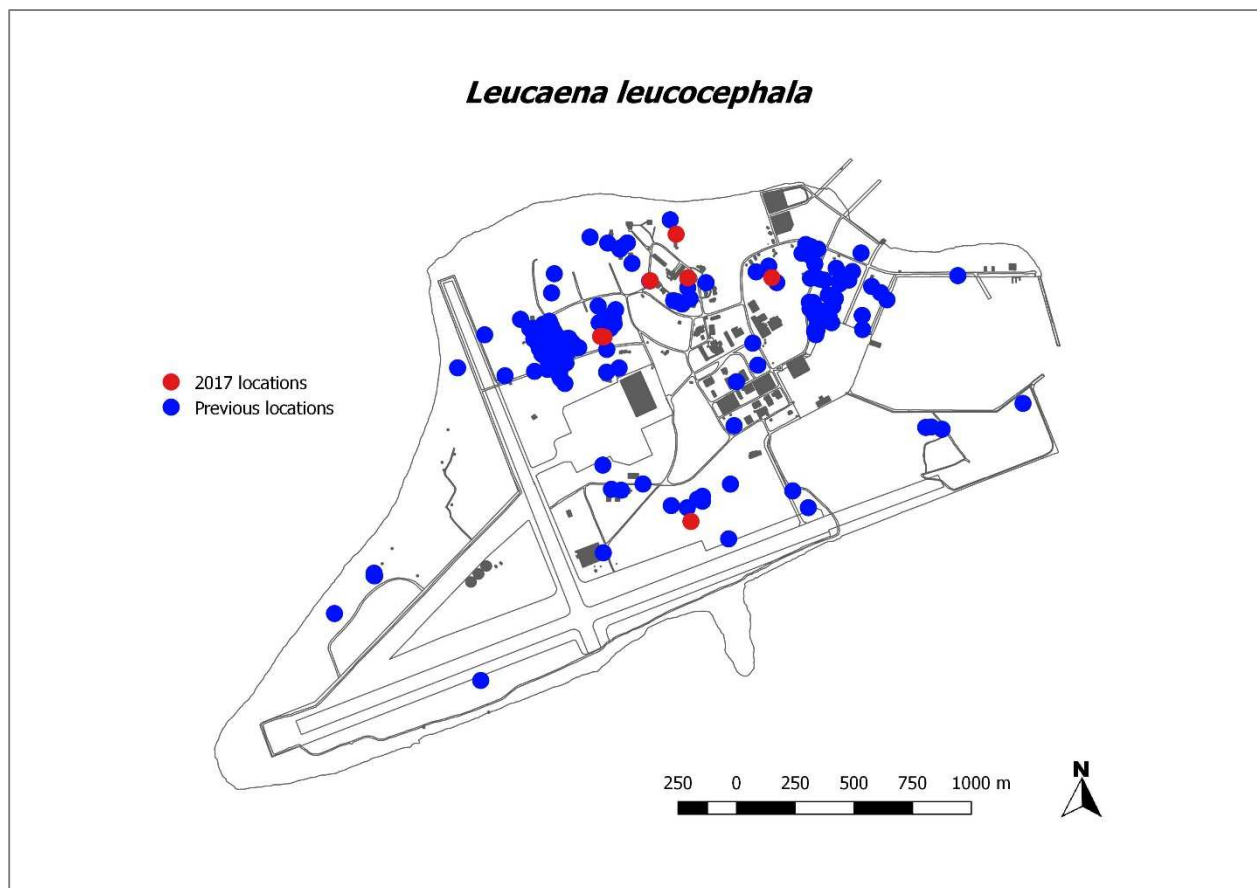 Leucaena leucocephala
2017 locations
Previous locations
250 0 250 500 750 1000 m
N